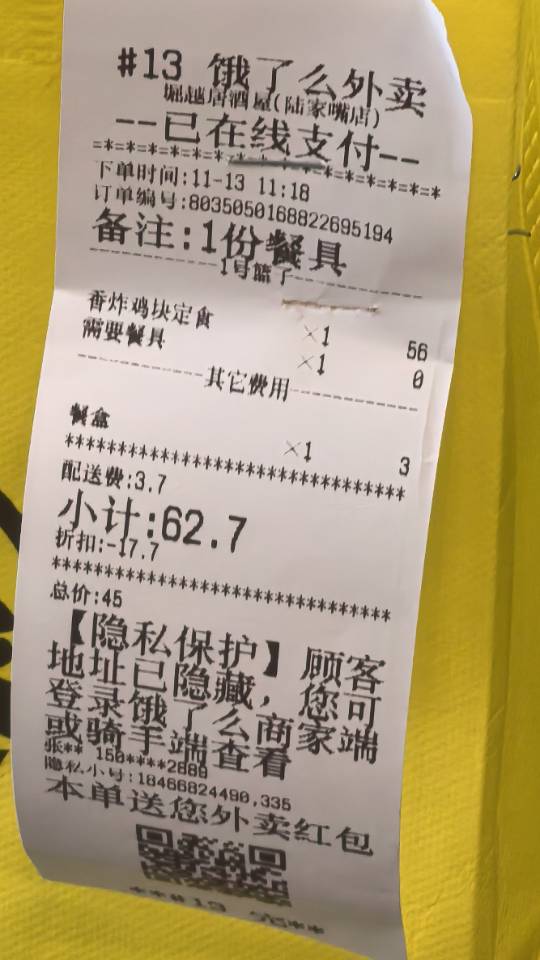 #13 饿了么外卖
堀越居酒屋(陆家嘴店)
--已在线支付--
=*=*=*=*=*=*=*=*=*=*=*=*=*=*=*
下单时间:11-13 11:18
订单编号:8035050168822695194
备注:1份餐具
1号篮子
香炸鸡块定食 ×1 56
需要餐具 ×1 0
其它费用
餐盒 ×1 3
********************************
配送费:3.7
小计:62.7
折扣:-17.7
********************************
总价:45
【隐私保护】顾客
地址已隐藏,您可
登录饿了么商家端
或骑手端查看
张** 150****2889
隐私小号:18466824490,335
本单送您外卖红包
***#13 完**